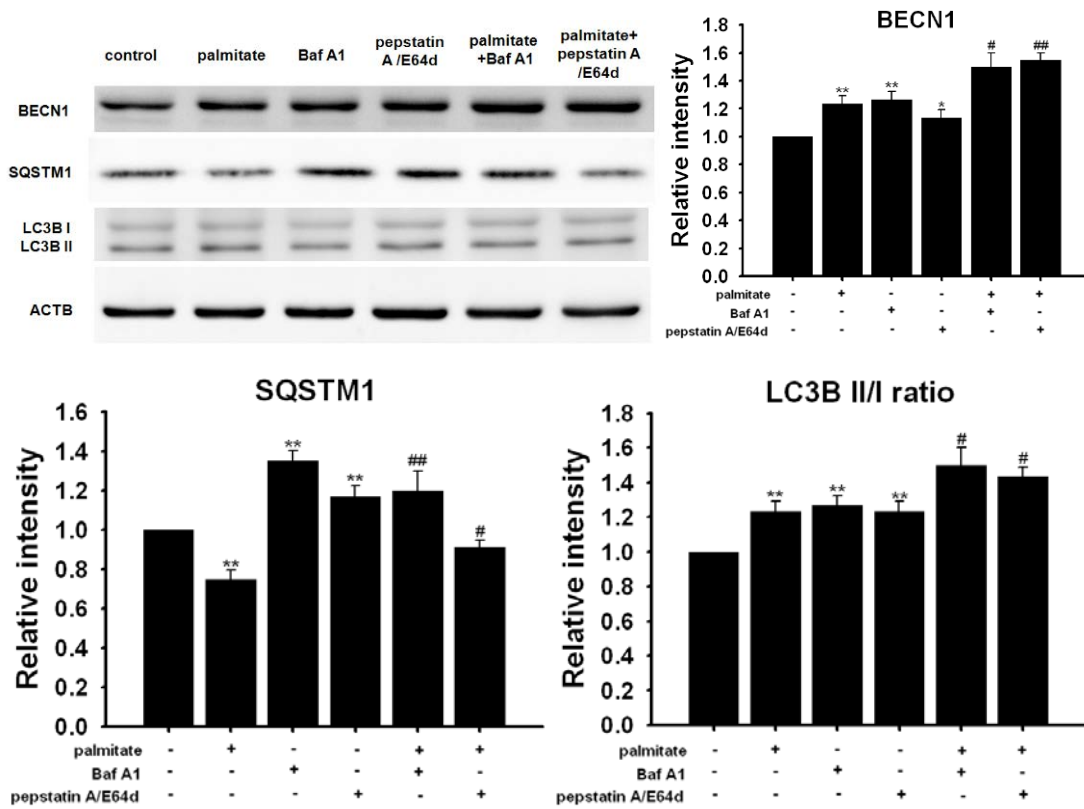 control palmitate Baf A1 pepstatin A /E64d palmitate +Baf A1 palmitate+ pepstatin A /E64d
BECN1
SQSTM1
LC3B I
LC3B II
ACTB
BECN1
Relative intensity
1.8
1.6
1.4
1.2
1.0
0.8
0.6
0.4
0.2
0.0
** ** * # ##
palmitate - + - - + +
Baf A1 - - + - + -
pepstatin A/E64d - - - + - +
SQSTM1
Relative intensity
1.6
1.4
1.2
1.0
0.8
0.6
0.4
0.2
0.0
** ** ** ## #
palmitate - + - - + +
Baf A1 - - + - + -
pepstatin A/E64d - - - + - +
LC3B II/I ratio
Relative intensity
1.8
1.6
1.4
1.2
1.0
0.8
0.6
0.4
0.2
0.0
** ** ** # #
palmitate - + - - + +
Baf A1 - - + - + -
pepstatin A/E64d - - - + - +